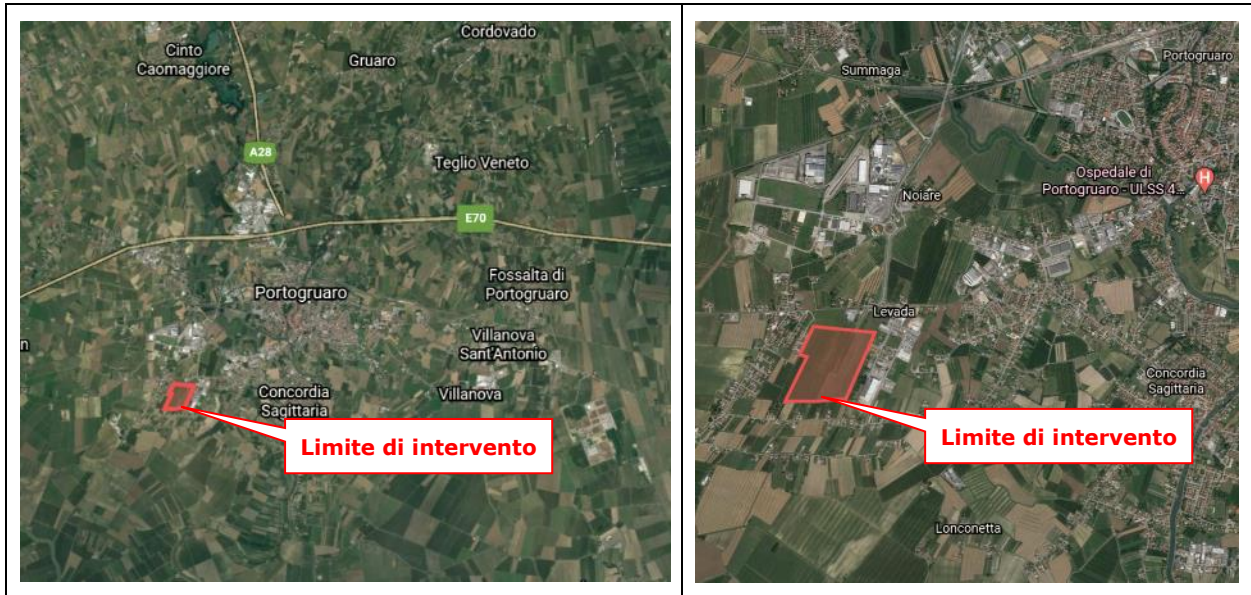 Cinto
Caomaggiore
Cordovado
Gruaro
A28
Teglio Veneto
E70
Fossalta di
Portogruaro
Portogruaro
Villanova
Sant'Antonio
n
Concordia
Sagittaria
Villanova
Limite di intervento
Portogruaro
Summaga
Ospedale di
Portogruaro - ULSS 4...
H
Noiare
Levada
Concordia
Sagittaria
Limite di intervento
Lonconetta